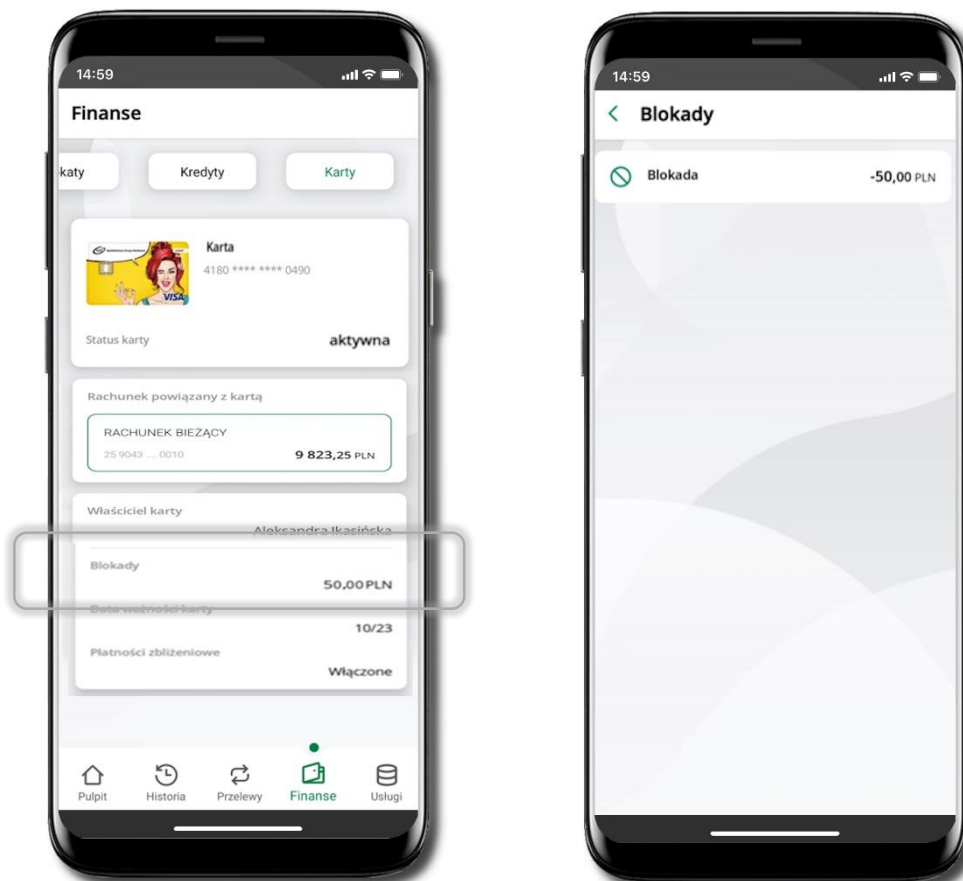 14:59
Finanse
katy
Kredyty
Karty
Karta
4180 **** **** 0490
VISA
Status karty
aktywna
Rachunek powiązany z kartą
RACHUNEK BIEŻĄCY
25 9043 ... 0010
9 823,25 PLN
Właściciel karty
Aleksandra Ikasińska
Blokady
50,00 PLN
Data ważności karty
10/23
Płatności zbliżeniowe
Włączone
Pulpit
Historia
Przelewy
Finanse
Usługi
14:59
Blokady
Blokada
-50,00 PLN